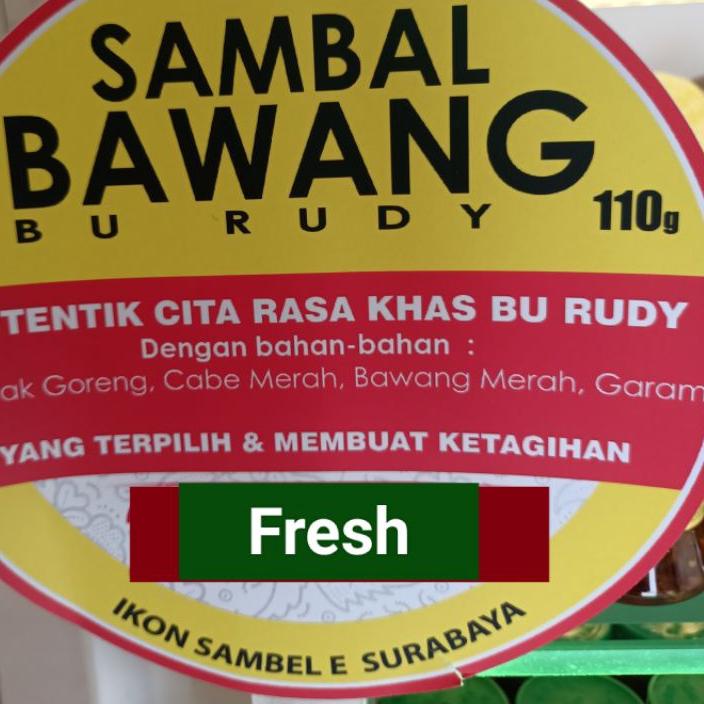 SAMBAL
BAWANG
BU RUDY 110g
TENTIK CITA RASA KHAS BU RUDY
Dengan bahan-bahan :
ak Goreng, Cabe Merah, Bawang Merah, Garam
YANG TERPILIH & MEMBUAT KETAGIHAN
Fresh
IKON SAMBEL E SURABAYA